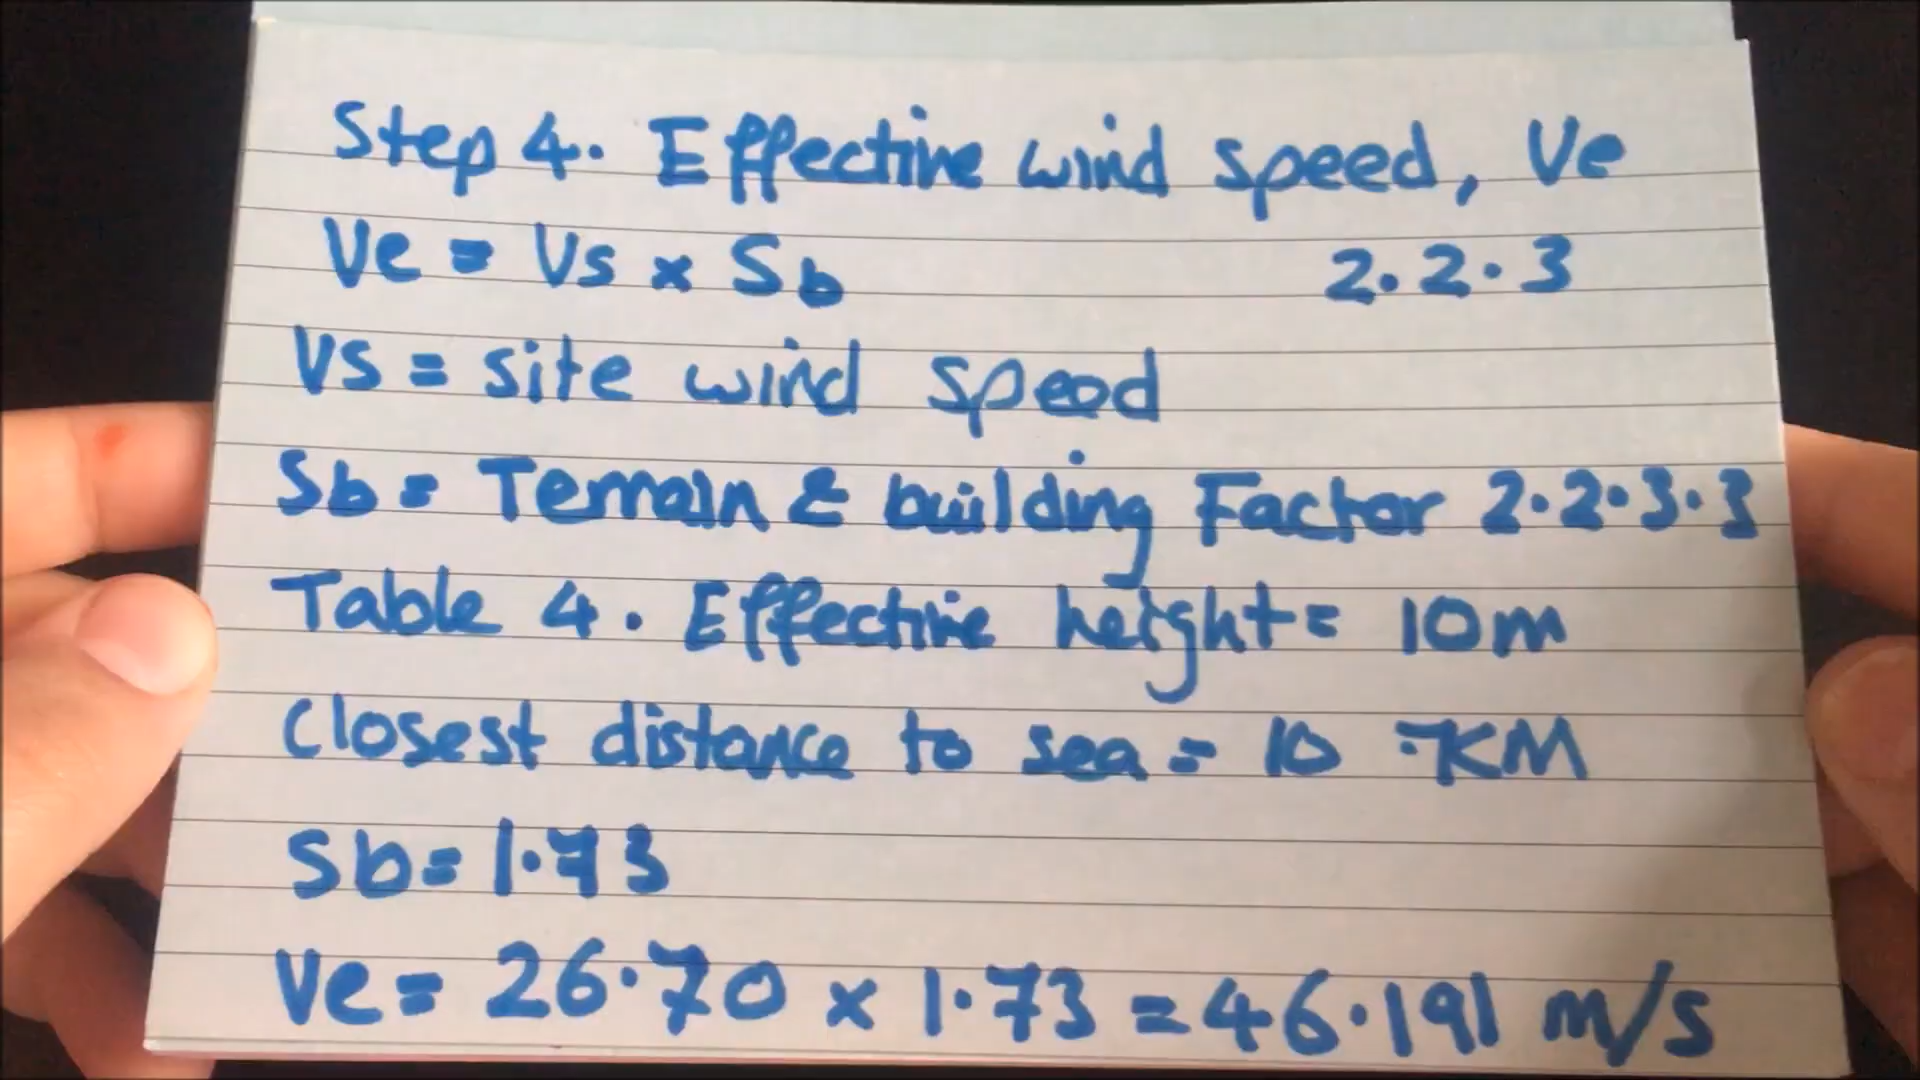 Step 4. Effective wind speed, Ve
Ve = Vs x Sb 2.2.3
Vs = site wind speed
Sb = Terrain & building Factor 2.2.3.3
Table 4. Effective height = 10m
Closest distance to sea = 10 KM
Sb = 1.73
Ve = 26.70 x 1.73 = 46.191 m/s